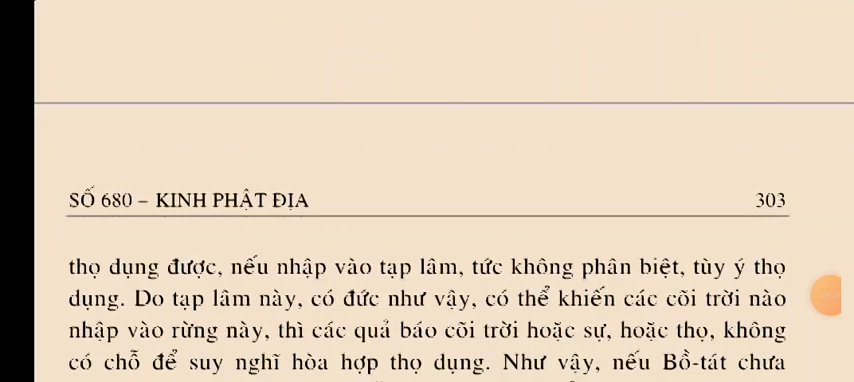 SỐ 680 – KINH PHẬT ĐỊA 303
thọ dụng được, nếu nhập vào tạp lâm, tức không phân biệt, tùy ý thọ
dụng. Do tạp lâm này, có đức như vậy, có thể khiến các cõi trời nào
nhập vào rừng này, thì các quả báo cõi trời hoặc sự, hoặc thọ, không
có chỗ để suy nghĩ hòa hợp thọ dụng. Như vậy, nếu Bồ-tát chưa